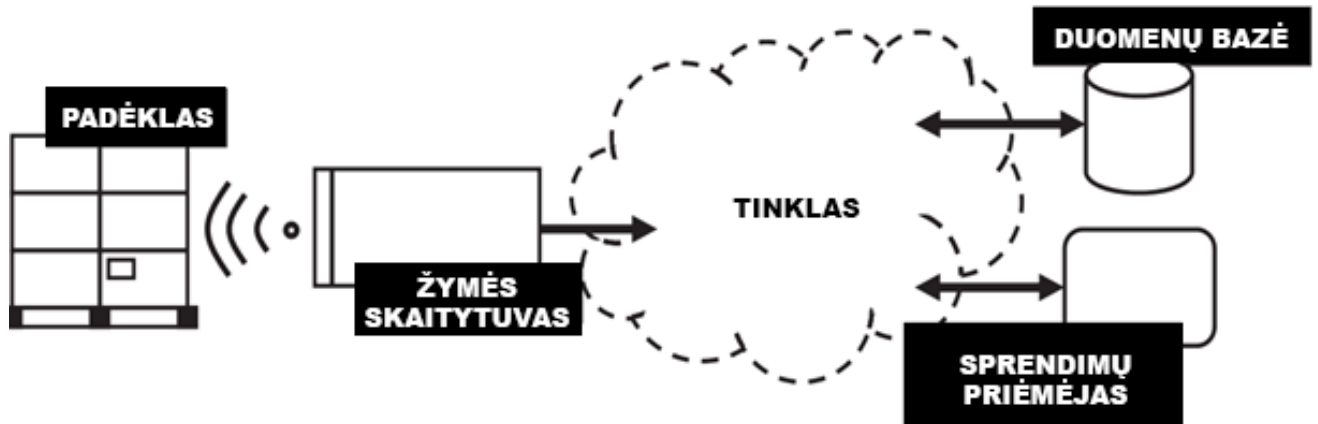 PADĖKLAS
ŽYMĖS
SKAITYTUVAS
TINKLAS
DUOMENŲ BAZĖ
SPRENDIMŲ
PRIĖMĖJAS